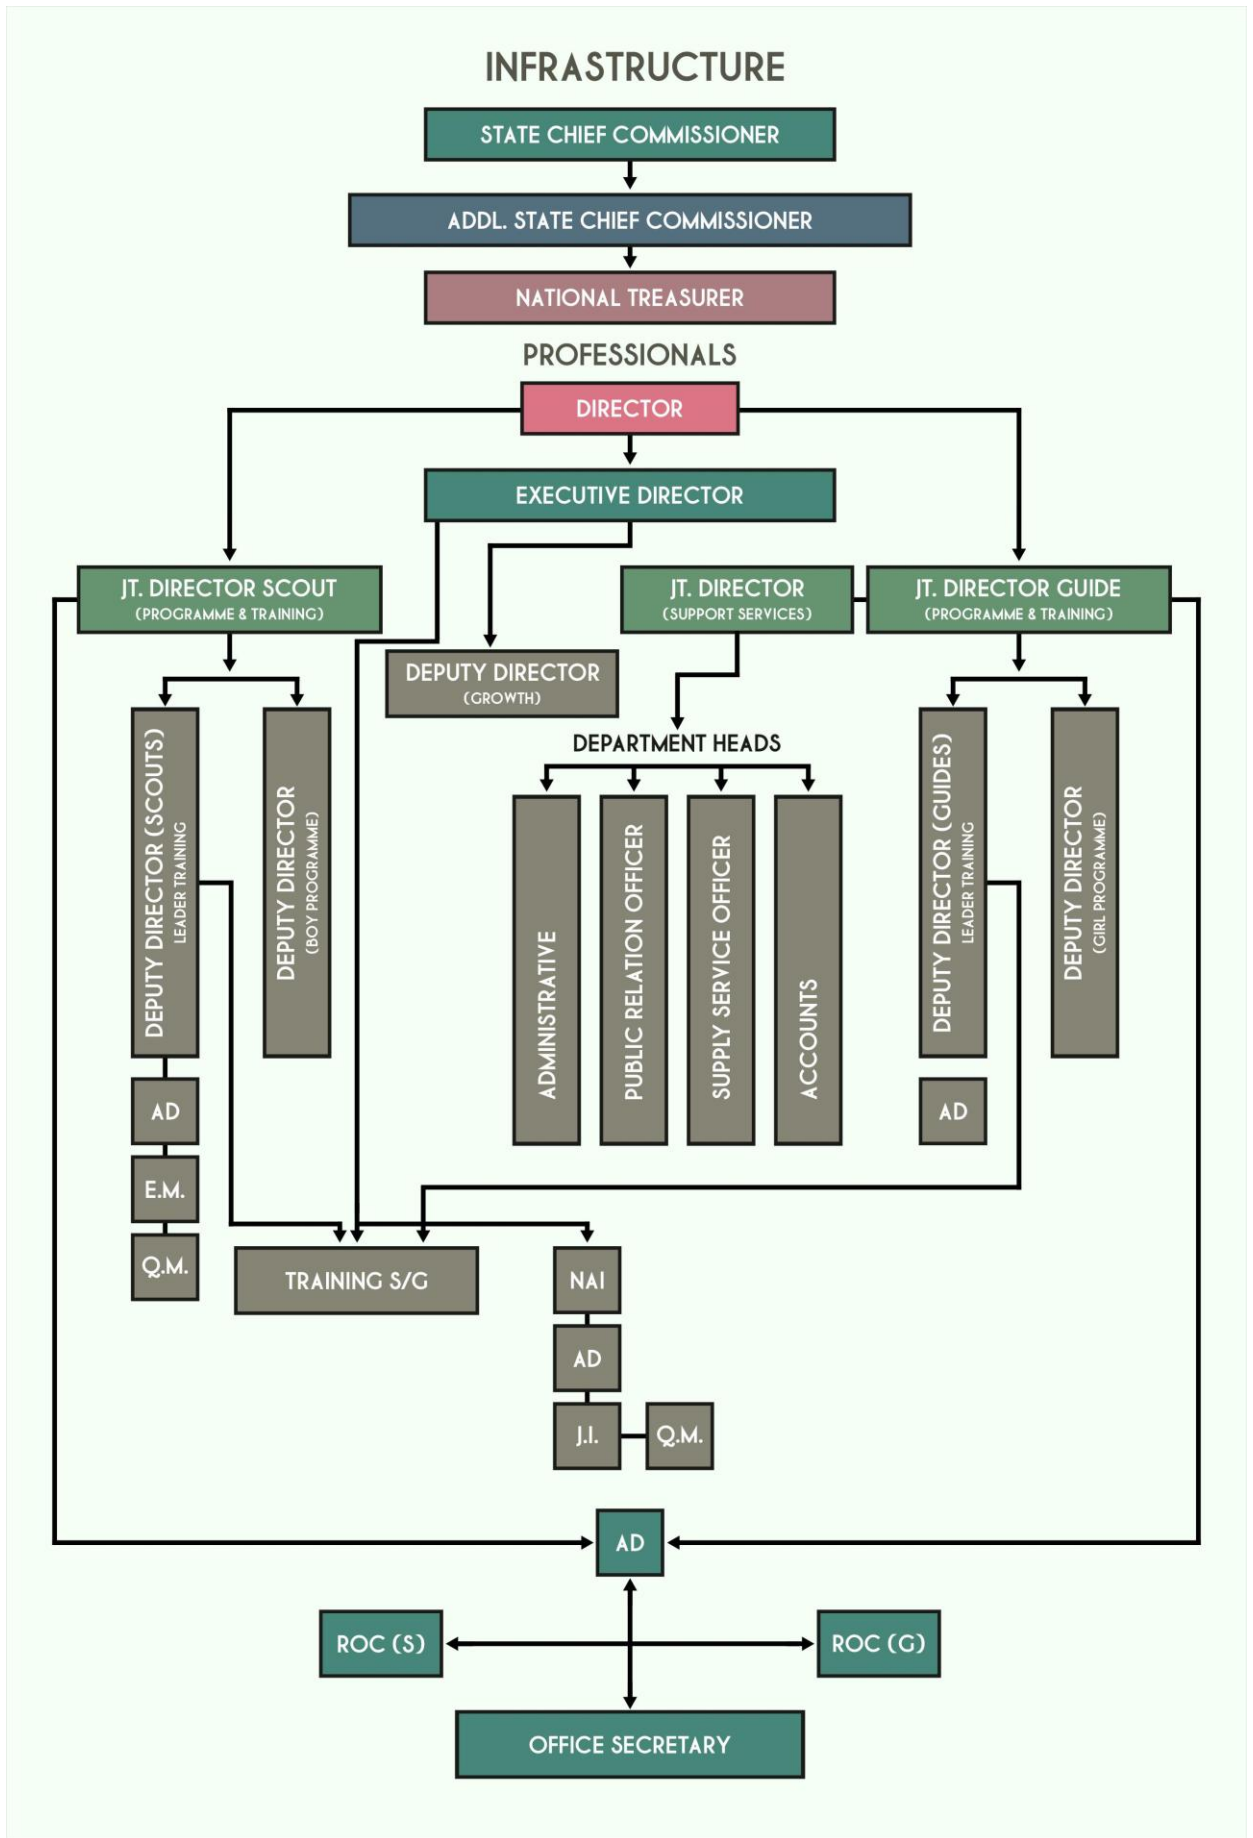 INFRASTRUCTURE
STATE CHIEF COMMISSIONER
ADDL. STATE CHIEF COMMISSIONER
NATIONAL TREASURER
PROFESSIONALS
DIRECTOR
EXECUTIVE DIRECTOR
JT. DIRECTOR SCOUT
(PROGRAMME & TRAINING)
JT. DIRECTOR
(SUPPORT SERVICES)
JT. DIRECTOR GUIDE
(PROGRAMME & TRAINING)
DEPUTY DIRECTOR
(GROWTH)
DEPUTY DIRECTOR (SCOUTS)
LEADER TRAINING
DEPUTY DIRECTOR
(BOY PROGRAMME)
DEPARTMENT HEADS
ADMINISTRATIVE
PUBLIC RELATION OFFICER
SUPPLY SERVICE OFFICER
ACCOUNTS
DEPUTY DIRECTOR (GUIDES)
LEADER TRAINING
DEPUTY DIRECTOR
(GIRL PROGRAMME)
AD
E.M.
Q.M.
AD
TRAINING S/G
NAI
AD
J.I.
Q.M.
AD
ROC (S)
ROC (G)
OFFICE SECRETARY